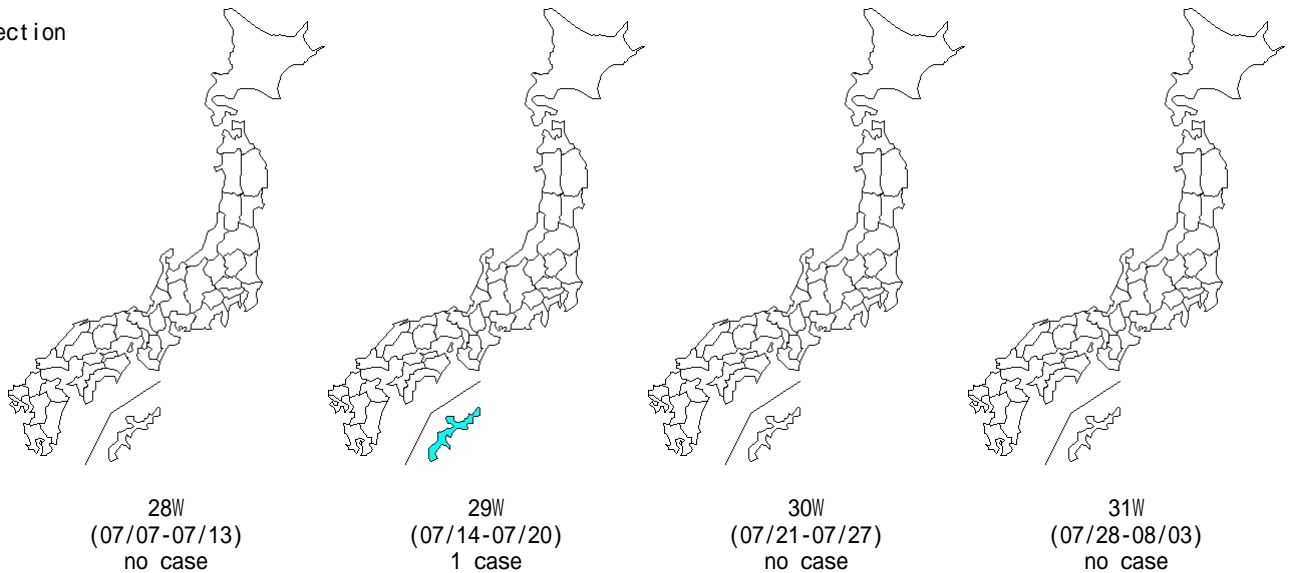 ection
28W
(07/07-07/13)
no case
29W
(07/14-07/20)
1 case
30W
(07/21-07/27)
no case
31W
(07/28-08/03)
no case